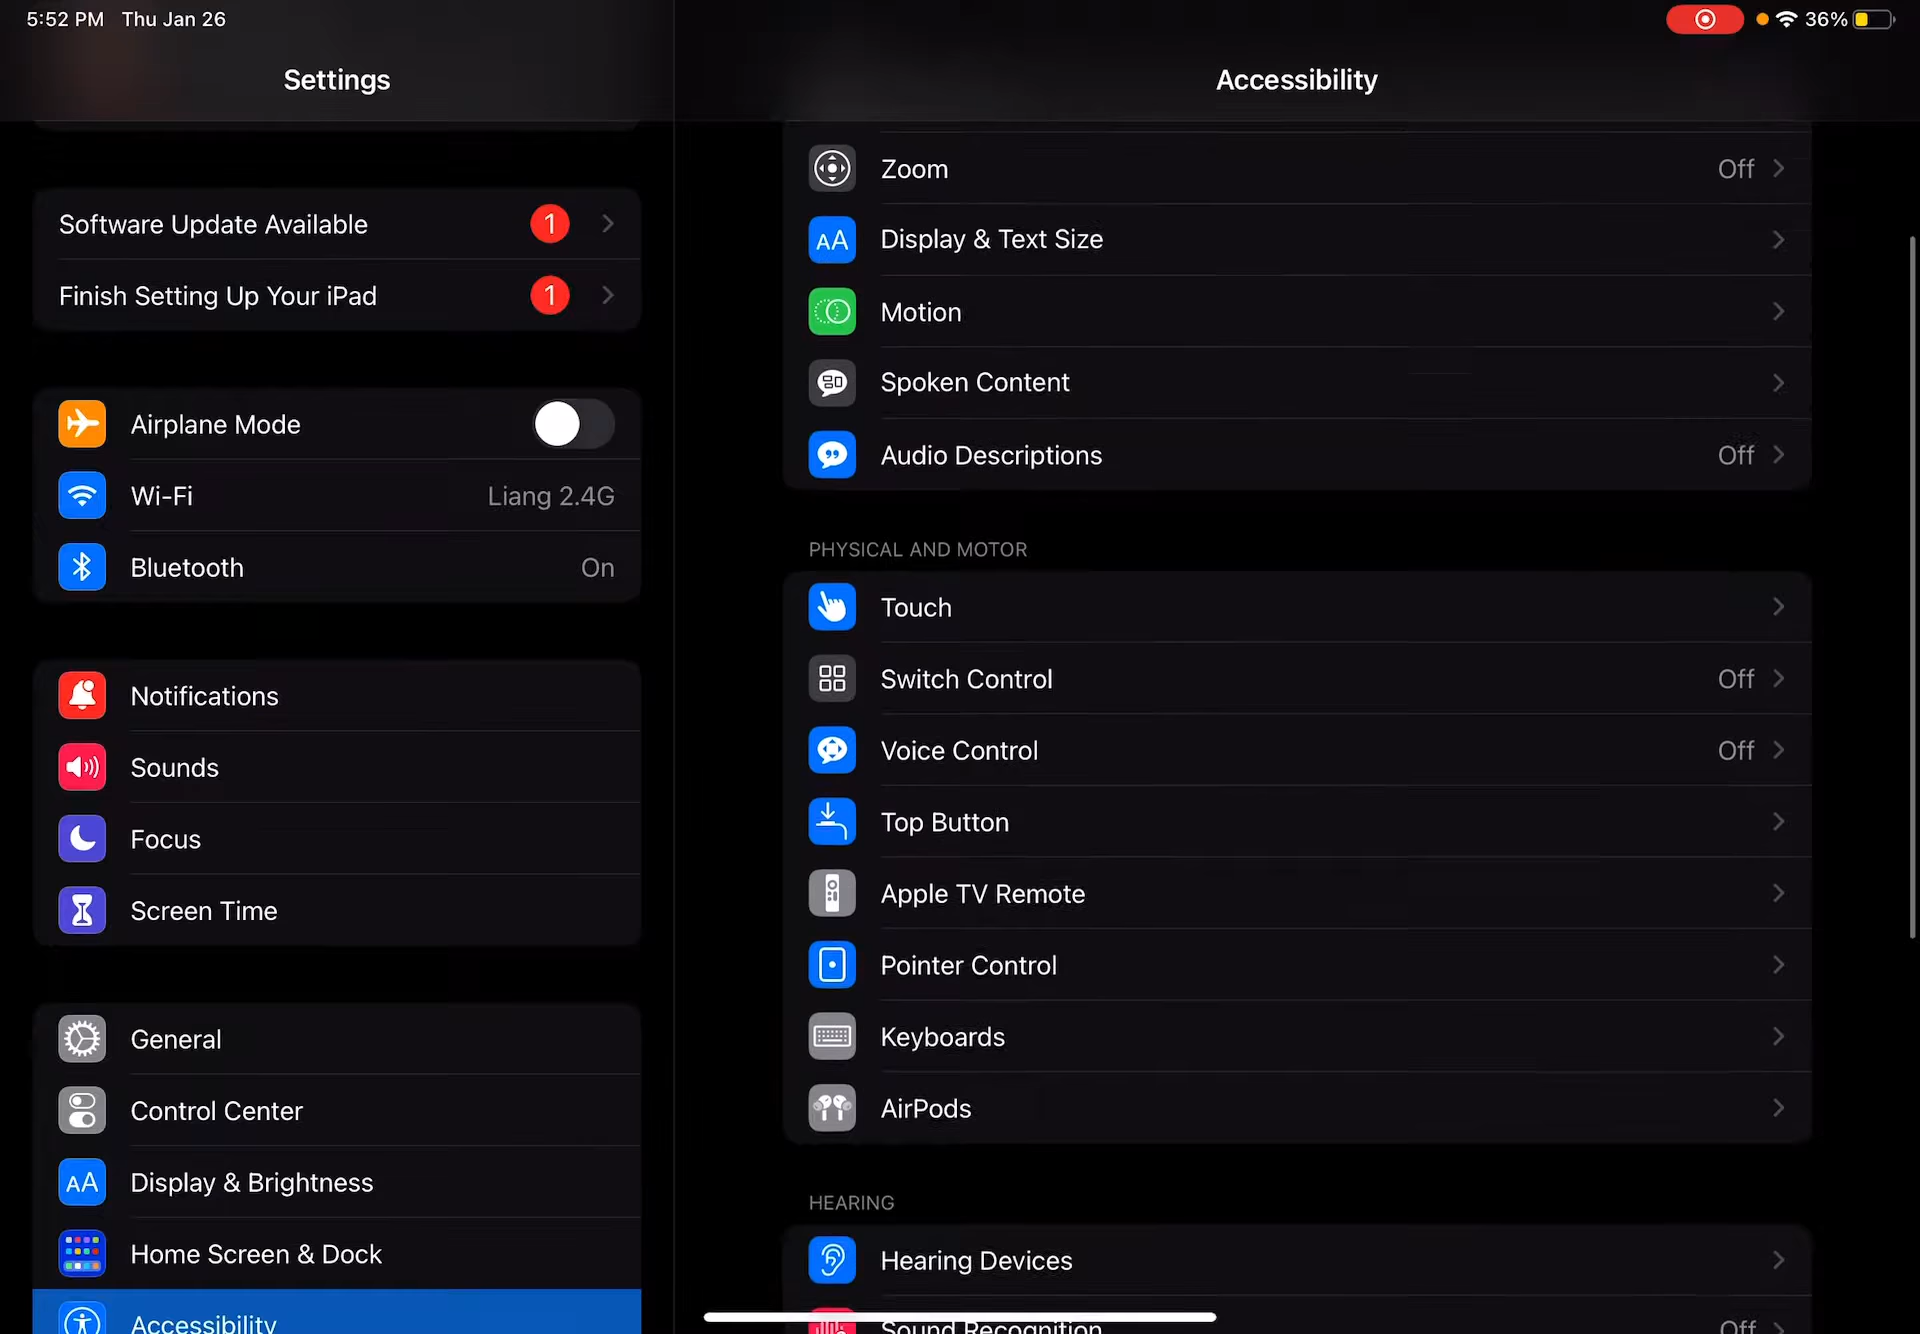 5:52 PM Thu Jan 26
36%
Settings
Software Update Available 1
Finish Setting Up Your iPad 1
Airplane Mode
Wi-Fi Liang 2.4G
Bluetooth On
Notifications
Sounds
Focus
Screen Time
General
Control Center
AA Display & Brightness
Home Screen & Dock
Accessibility
Accessibility
Zoom Off
AA Display & Text Size
Motion
Spoken Content
Audio Descriptions Off
PHYSICAL AND MOTOR
Touch
Switch Control Off
Voice Control Off
Top Button
Apple TV Remote
Pointer Control
Keyboards
AirPods
HEARING
Hearing Devices
Sound Recognition Off